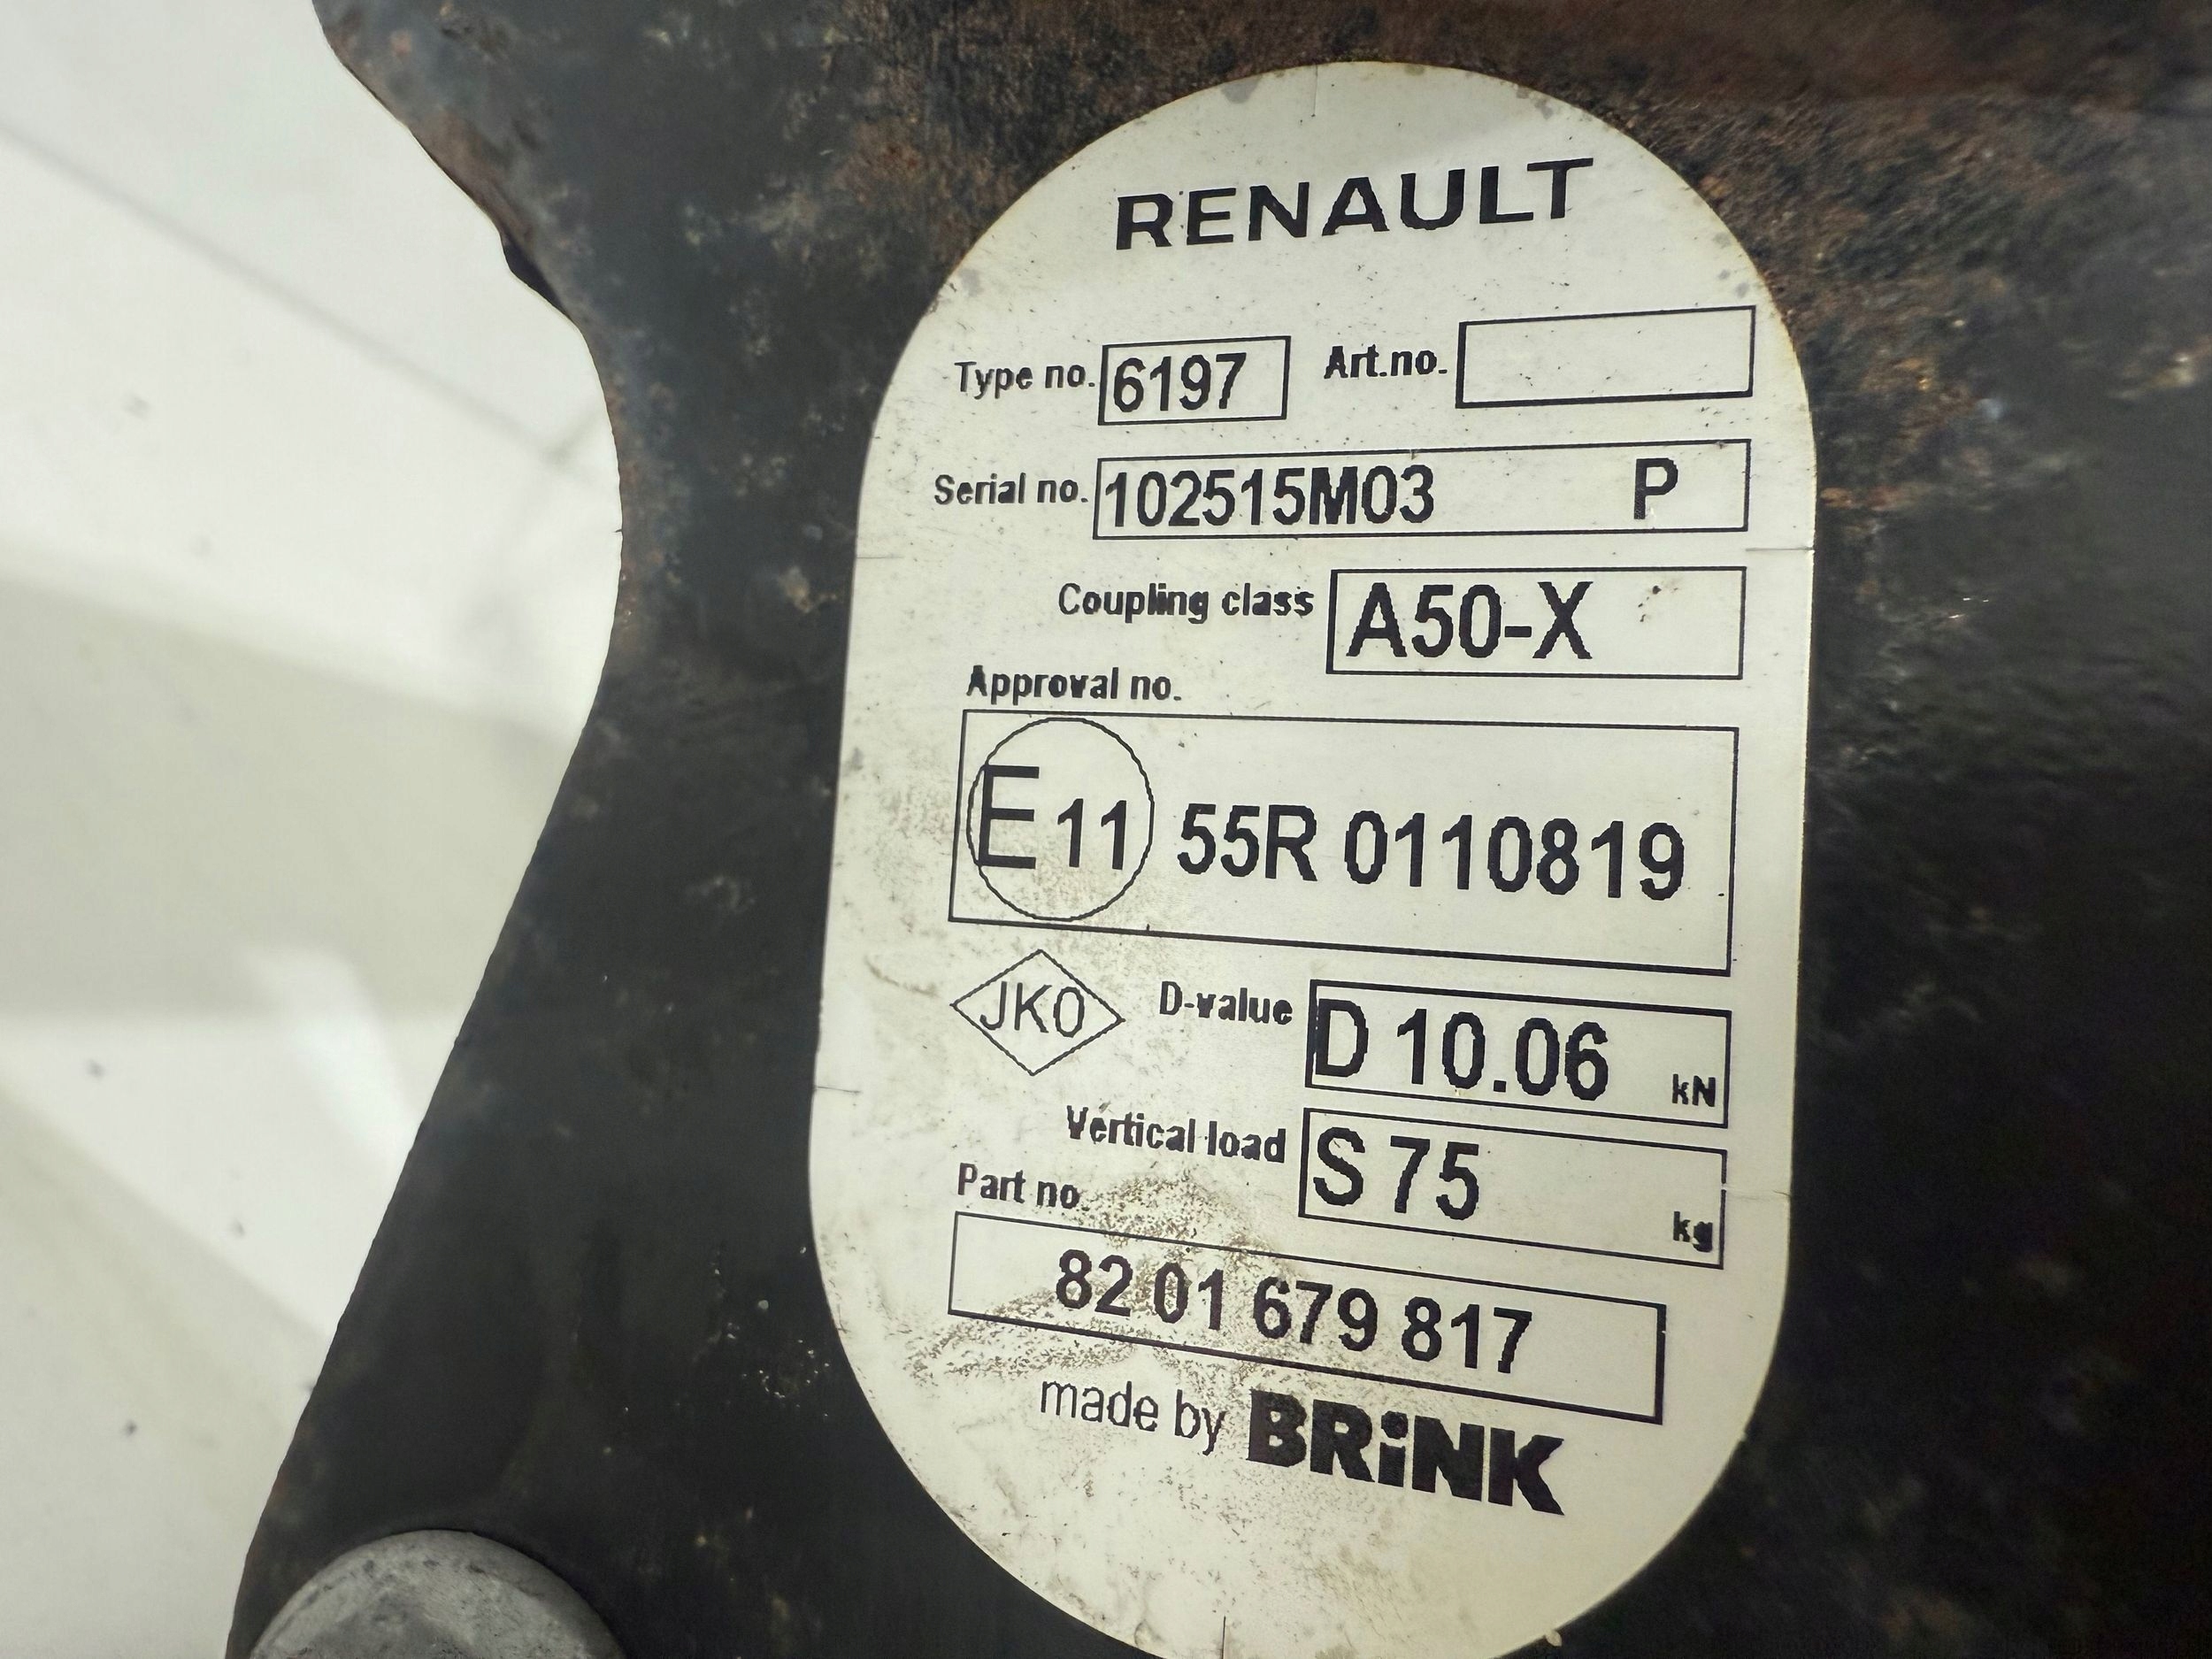 RENAULT
Type no. 6197 Art.no.
Serial no. 102515M03 P
Coupling class A50-X
Approval no.
E11 55R 0110819
JKO D-value D 10.06 kN
Vertical load S 75 kg
Part no.
82 01 679 817
made by BRiNK